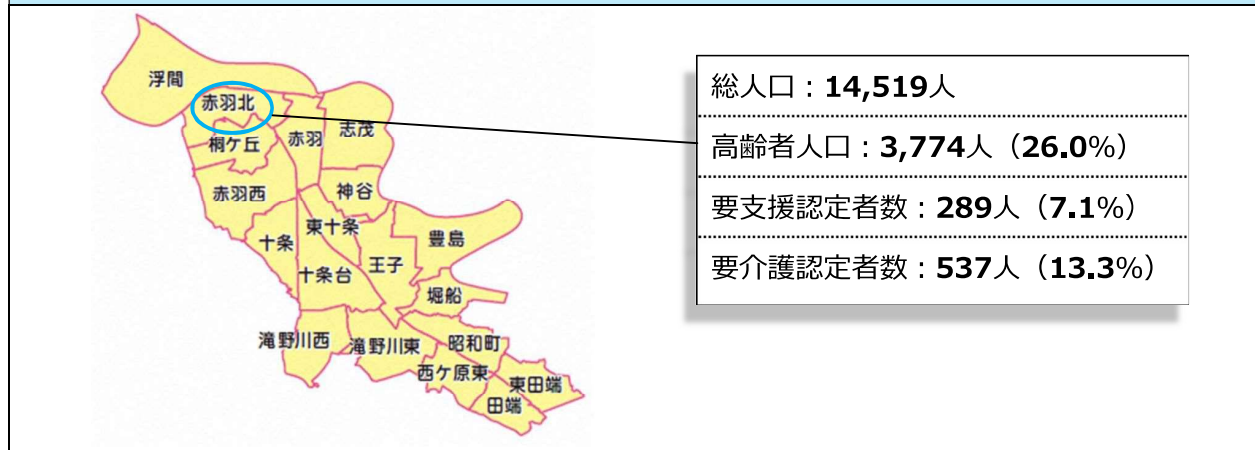 浮間
赤羽北
桐ケ丘
赤羽
志茂
赤羽西
神谷
十条
東十条
豊島
王子
十条台
堀船
滝野川西
滝野川東
昭和町
西ケ原東
東田端
田端
総人口：14,519人
高齢者人口：3,774人（26.0%）
要支援認定者数：289人（7.1%）
要介護認定者数：537人（13.3%）